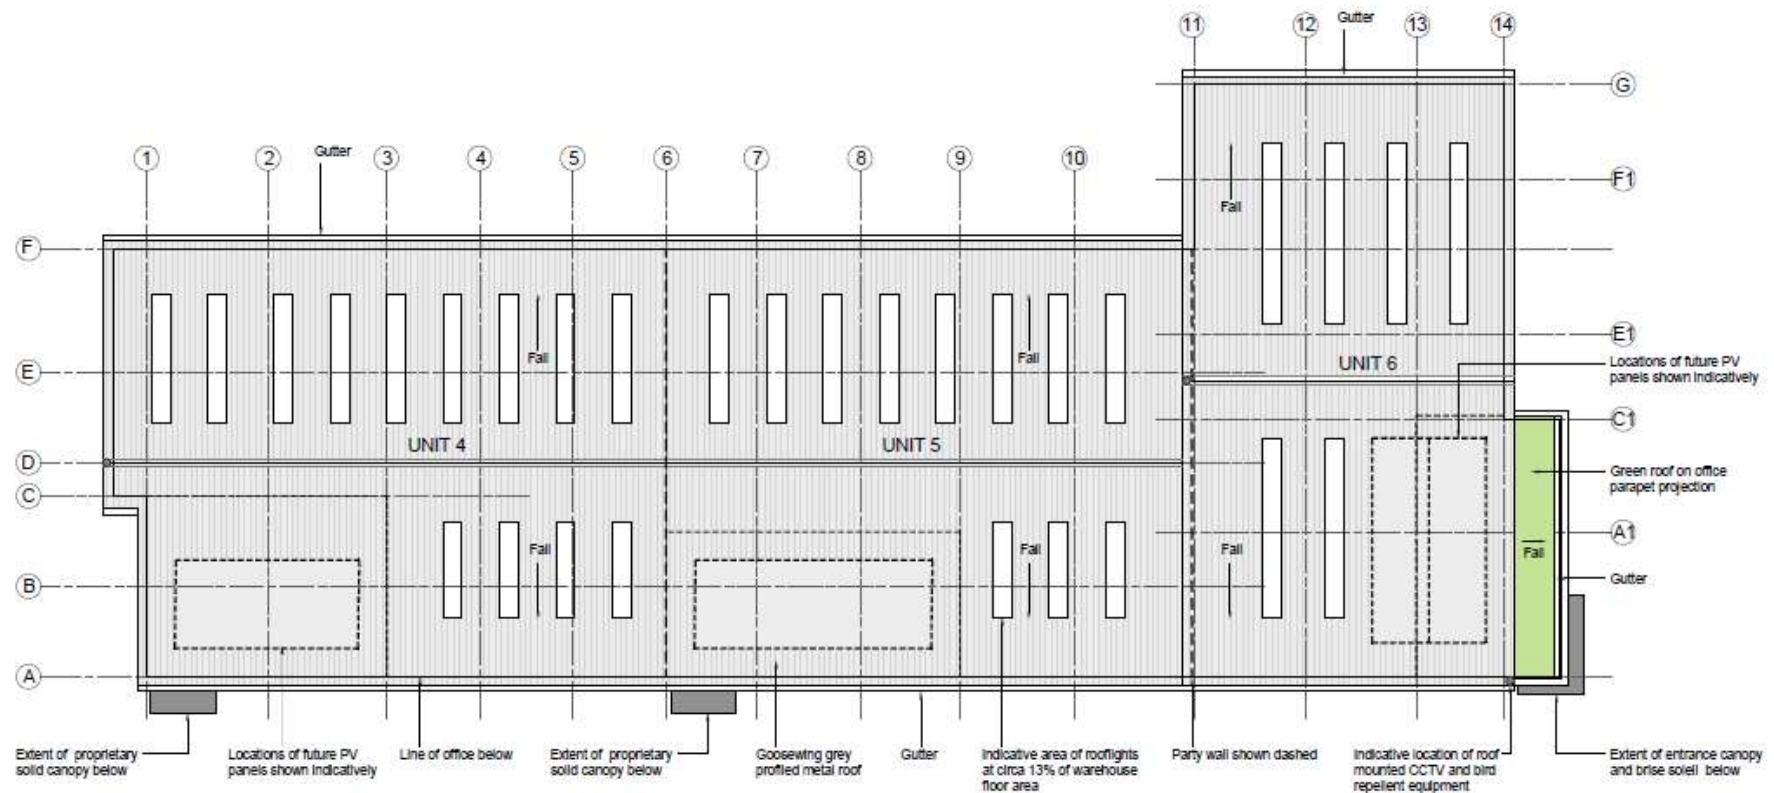 11
12
Gutter
13
14
G
1
2
Gutter
3
4
5
6
7
8
9
10
F1
Fall
F
E1
Fall
Fall
E
UNIT 6
Locations of future PV
panels shown indicatively
C1
UNIT 4
UNIT 5
D
Green roof on office
parapet projection
C
A1
Fall
Fall
Fall
Fall
B
Gutter
A
Extent of proprietary
solid canopy below
Locations of future PV
panels shown indicatively
Line of office below
Extent of proprietary
solid canopy below
Goosewing grey
profiled metal roof
Gutter
Indicative area of rooflights
at circa 13% of warehouse
floor area
Party wall shown dashed
Indicative location of roof
mounted CCTV and bird
repellent equipment
Extent of entrance canopy
and brise soleil below